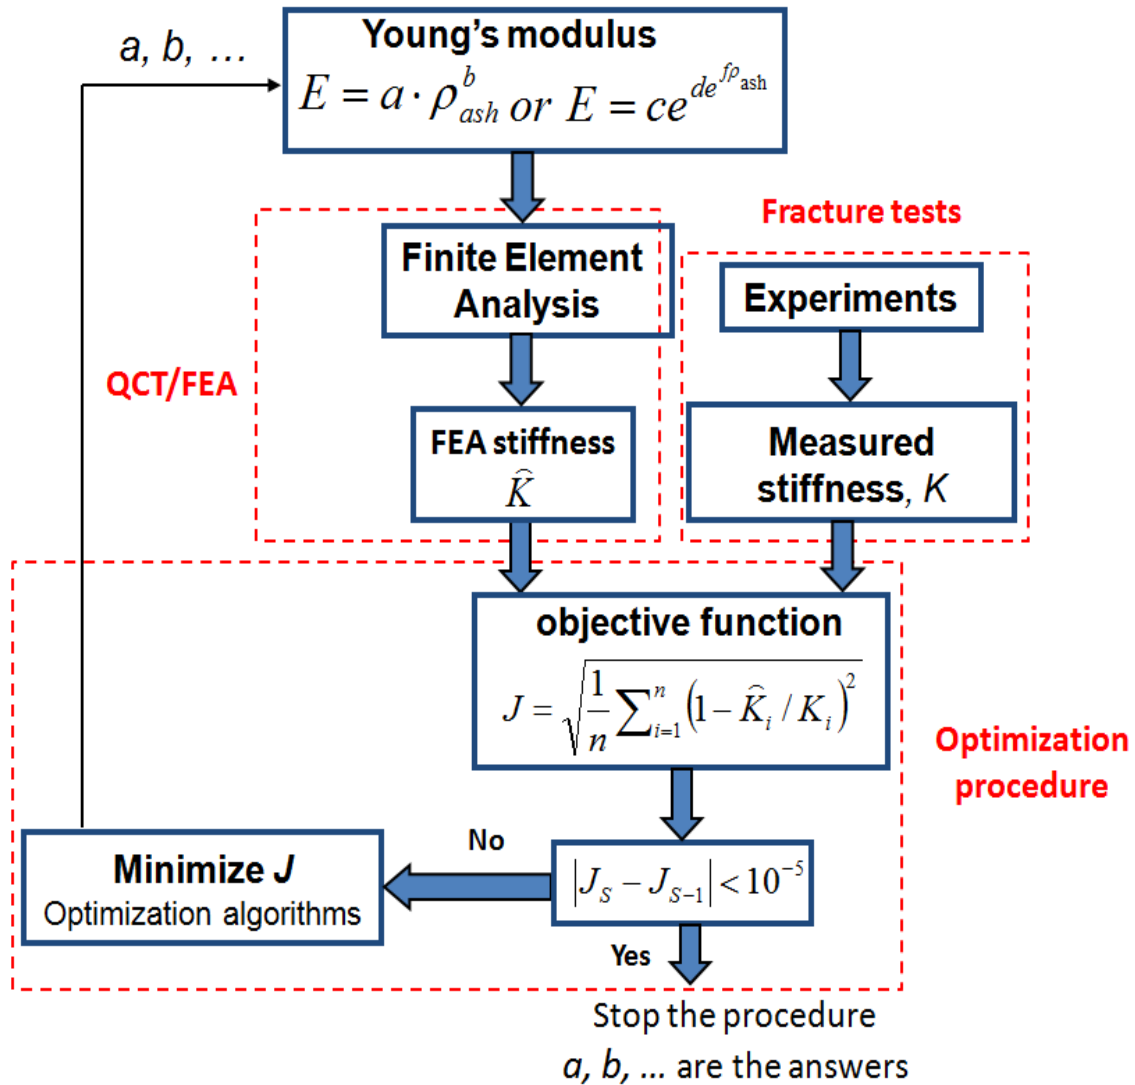 a, b, ...
Young's modulus
E = a · ρ_ash^b or E = ce^{de^{fρ_ash}}
Fracture tests
Finite Element
Analysis
Experiments
QCT/FEA
FEA stiffness
K̂
Measured
stiffness, K
objective function
J = √(1/n ∑_{i=1}^{n} (1 − K̂_i / K_i)^2)
Optimization
procedure
No
|J_S − J_{S−1}| < 10^{−5}
Minimize J
Optimization algorithms
Yes
Stop the procedure
a, b, ... are the answers